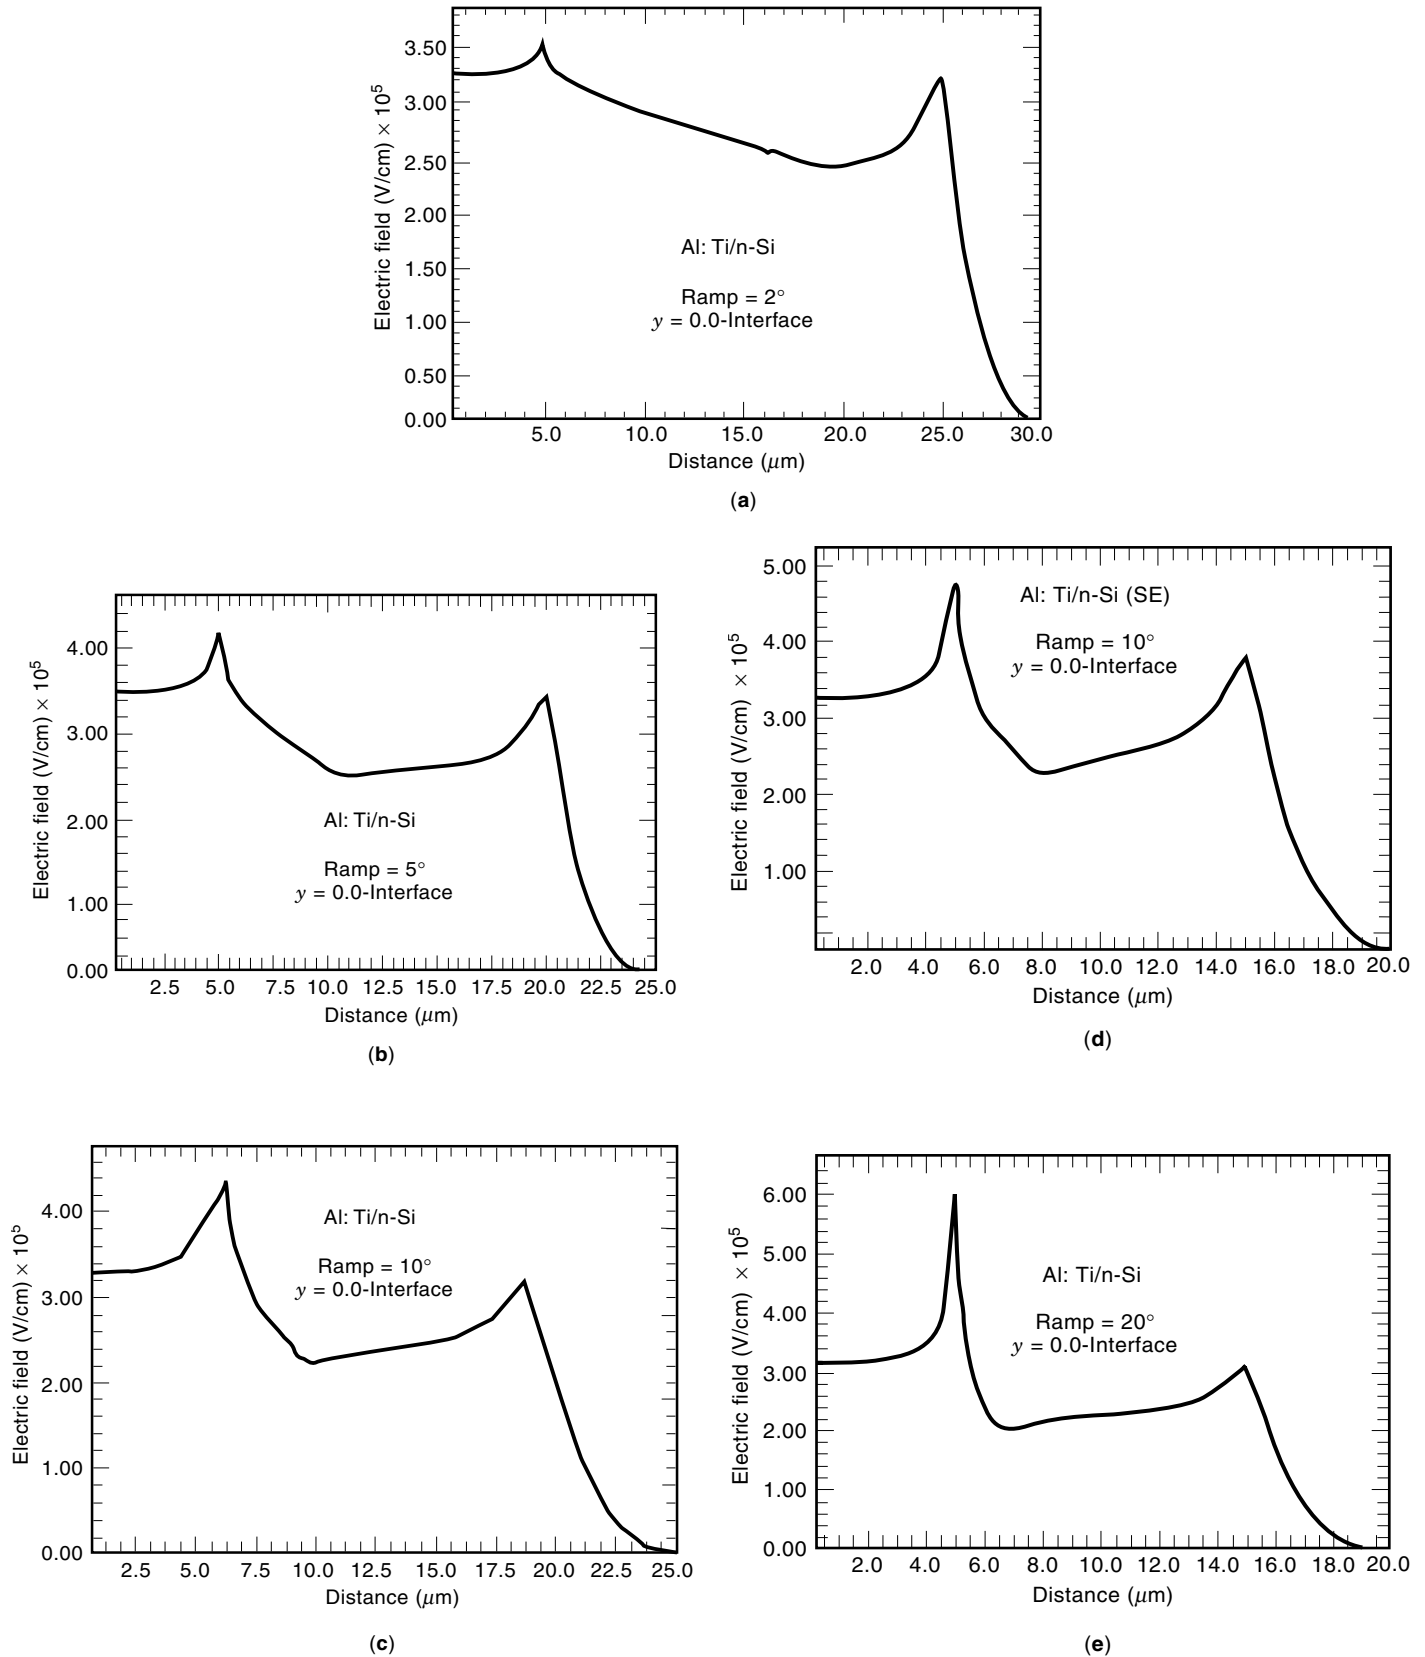 3.50
3.00
2.50
2.00
1.50
1.00
0.50
0.00
Electric field (V/cm) × 10⁵
Al: Ti/n-Si
Ramp = 2°
y = 0.0-Interface
5.0 10.0 15.0 20.0 25.0 30.0
Distance (μm)
(a)
4.00
3.00
2.00
1.00
0.00
Electric field (V/cm) × 10⁵
Al: Ti/n-Si
Ramp = 5°
y = 0.0-Interface
2.5 5.0 7.5 10.0 12.5 15.0 17.5 20.0 22.5 25.0
Distance (μm)
(b)
5.00
4.00
3.00
2.00
1.00
Electric field (V/cm) × 10⁵
Al: Ti/n-Si (SE)
Ramp = 10°
y = 0.0-Interface
2.0 4.0 6.0 8.0 10.0 12.0 14.0 16.0 18.0 20.0
Distance (μm)
(d)
4.00
3.00
2.00
1.00
0.00
Electric field (V/cm) × 10⁵
Al: Ti/n-Si
Ramp = 10°
y = 0.0-Interface
2.5 5.0 7.5 10.0 12.5 15.0 17.5 20.0 22.5 25.0
Distance (μm)
(c)
6.00
5.00
4.00
3.00
2.00
1.00
0.00
Electric field (V/cm) × 10⁵
Al: Ti/n-Si
Ramp = 20°
y = 0.0-Interface
2.0 4.0 6.0 8.0 10.0 12.0 14.0 16.0 18.0 20.0
Distance (μm)
(e)